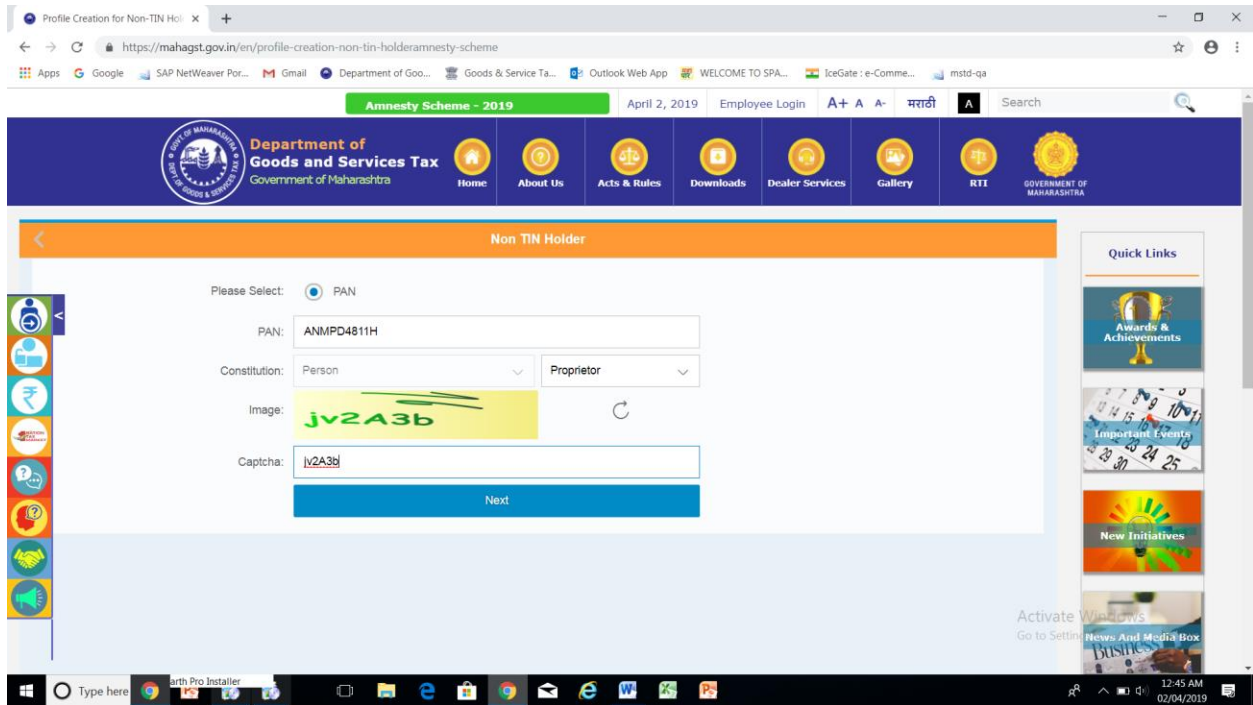 Profile Creation for Non-TIN Hol
https://mahagst.gov.in/en/profile-creation-non-tin-holderamnesty-scheme
Apps Google SAP NetWeaver Por... Gmail Department of Goo... Goods & Service Ta... Outlook Web App WELCOME TO SPA... IceGate : e-Comme... mstd-qa
Amnesty Scheme - 2019 April 2, 2019 Employee Login A+ A A- मराठी A Search
Department of
Goods and Services Tax
Government of Maharashtra
Home About Us Acts & Rules Downloads Dealer Services Gallery RTI
GOVERNMENT OF
MAHARASHTRA
Non TIN Holder
Please Select: PAN
PAN: ANMPD4811H
Constitution: Person Proprietor
Image: jv2A3b
Captcha: jv2A3b
Next
Quick Links
Awards &
Achievements
Important Events
New Initiatives
News And Media Box
Activate Windows
Type here
arth Pro Installer
12:45 AM
02/04/2019